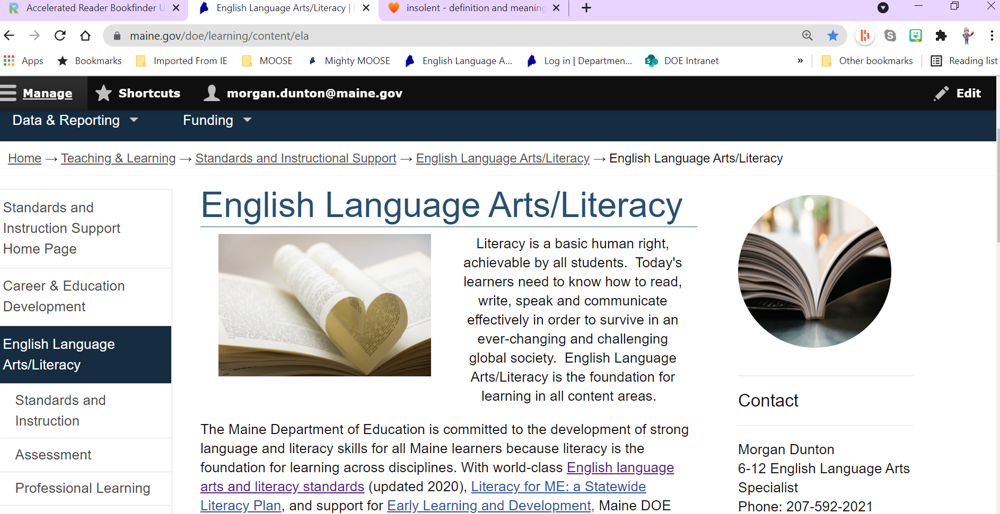 Accelerated Reader Bookfinder U
English Language Arts/Literacy |
insolent - definition and meaning
maine.gov/doe/learning/content/ela
Apps
Bookmarks
Imported From IE
MOOSE
Mighty MOOSE
English Language A...
Log in | Departmen...
DOE Intranet
»
Other bookmarks
Reading list
Manage
Shortcuts
morgan.dunton@maine.gov
Edit
Data & Reporting
Funding
Home → Teaching & Learning → Standards and Instructional Support → English Language Arts/Literacy → English Language Arts/Literacy
Standards and
Instruction Support
Home Page
Career & Education
Development
English Language
Arts/Literacy
Standards and
Instruction
Assessment
Professional Learning
English Language Arts/Literacy
Literacy is a basic human right,
achievable by all students.  Today's
learners need to know how to read,
write, speak and communicate
effectively in order to survive in an
ever-changing and challenging
global society.  English Language
Arts/Literacy is the foundation for
learning in all content areas.
The Maine Department of Education is committed to the development of strong
language and literacy skills for all Maine learners because literacy is the
foundation for learning across disciplines. With world-class English language
arts and literacy standards (updated 2020), Literacy for ME: a Statewide
Literacy Plan, and support for Early Learning and Development, Maine DOE
Contact
Morgan Dunton
6-12 English Language Arts
Specialist
Phone: 207-592-2021